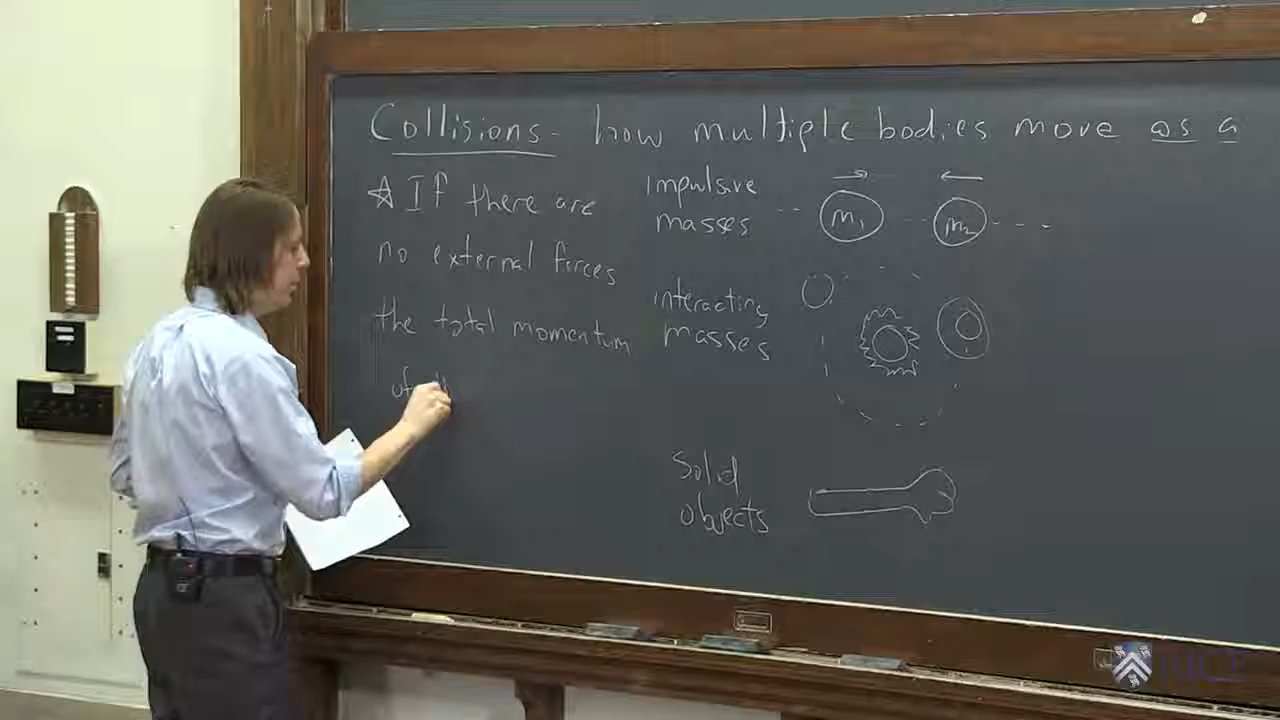 Collisions - how multiple bodies move as a
☆ If there are
no external forces
the total momentum
of
impulsive
masses
m₁
m₂
interacting
masses
Solid
objects
RICE